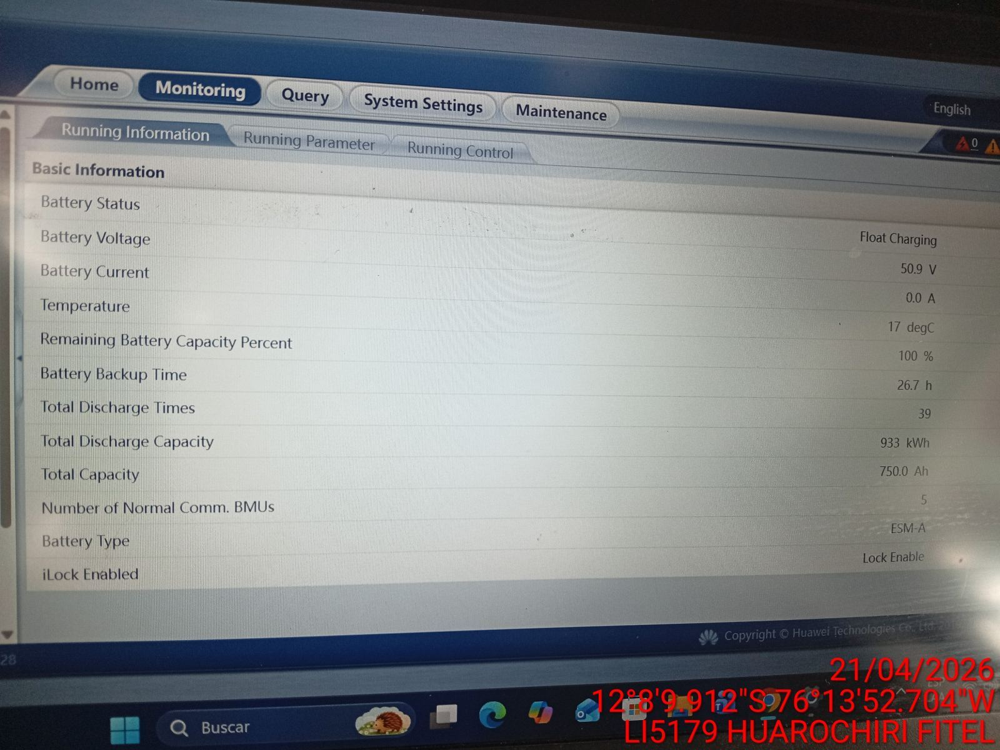 Home Monitoring Query System Settings Maintenance
English
Running Information Running Parameter Running Control
0
Basic Information
Battery Status Float Charging
Battery Voltage 50.9 V
Battery Current 0.0 A
Temperature 17 degC
Remaining Battery Capacity Percent 100 %
Battery Backup Time 26.7 h
Total Discharge Times 39
Total Discharge Capacity 933 kWh
Total Capacity 750.0 Ah
Number of Normal Comm. BMUs 5
Battery Type ESM-A
iLock Enabled Lock Enable
Copyright © Huawei Technologies Co., Ltd.
28
Buscar
21/04/2026
12°8'9.912"S 76°13'52.704"W
LI5179 HUAROCHIRI FITEL